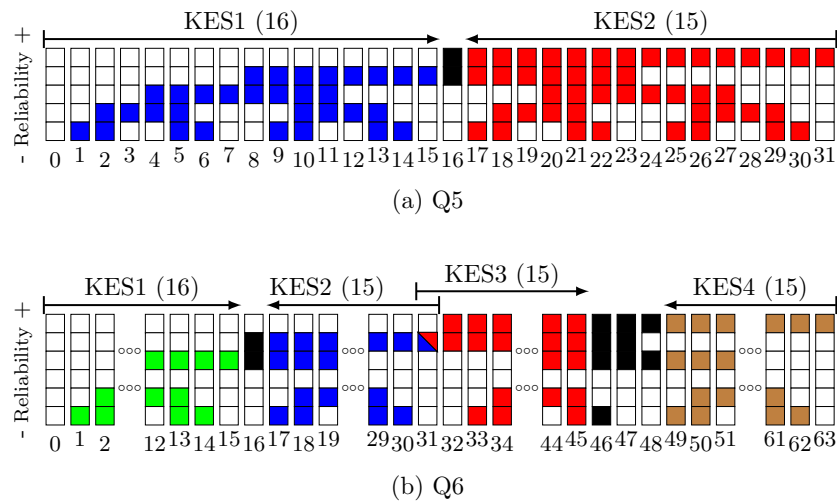 KES1 (16) KES2 (15)
- Reliability +
0 1 2 3 4 5 6 7 8 9 10 11 12 13 14 15 16 17 18 19 20 21 22 23 24 25 26 27 28 29 30 31
(a) Q5
KES3 (15)
KES1 (16) KES2 (15) KES4 (15)
- Reliability +
0 1 2 12 13 14 15 16 17 18 19 29 30 31 32 33 34 44 45 46 47 48 49 50 51 61 62 63
(b) Q6